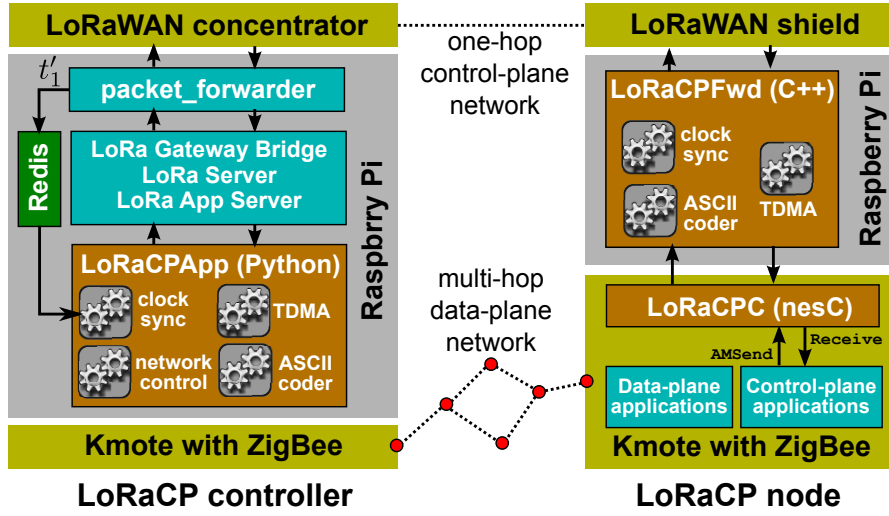 LoRaWAN concentrator
t′₁
packet_forwarder
Redis
LoRa Gateway Bridge
LoRa Server
LoRa App Server
LoRaCPApp (Python)
clock
sync
TDMA
network
control
ASCII
coder
Raspbrry Pi
Kmote with ZigBee
LoRaCP controller
one-hop
control-plane
network
multi-hop
data-plane
network
LoRaWAN shield
LoRaCPFwd (C++)
clock
sync
ASCII
coder
TDMA
Raspberry Pi
LoRaCPC (nesC)
AMSend
Receive
Data-plane
applications
Control-plane
applications
Kmote with ZigBee
LoRaCP node